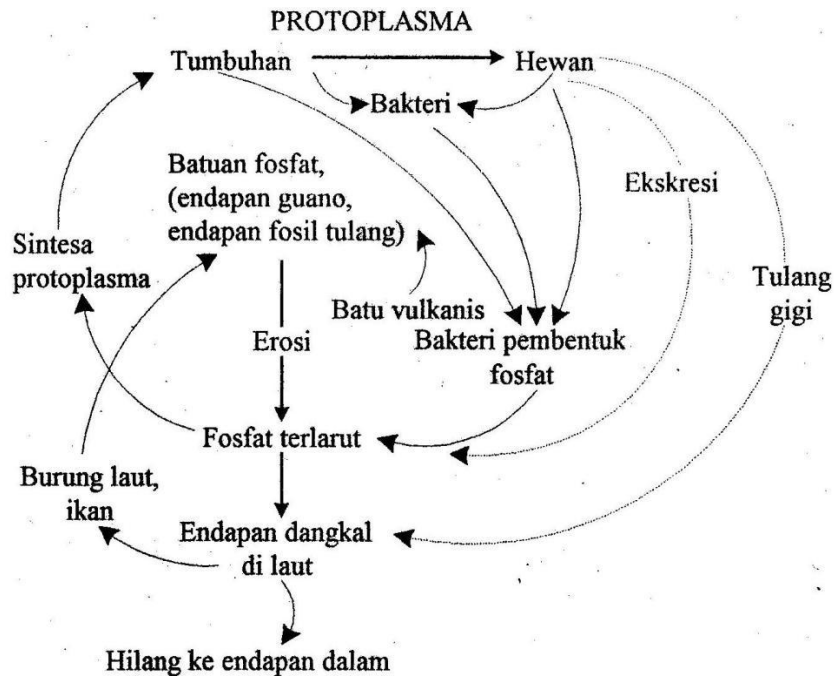 PROTOPLASMA
Tumbuhan
Hewan
Bakteri
Batuan fosfat,
(endapan guano,
endapan fosil tulang)
Ekskresi
Sintesa
protoplasma
Tulang
gigi
Batu vulkanis
Erosi
Bakteri pembentuk
fosfat
Fosfat terlarut
Burung laut,
ikan
Endapan dangkal
di laut
Hilang ke endapan dalam